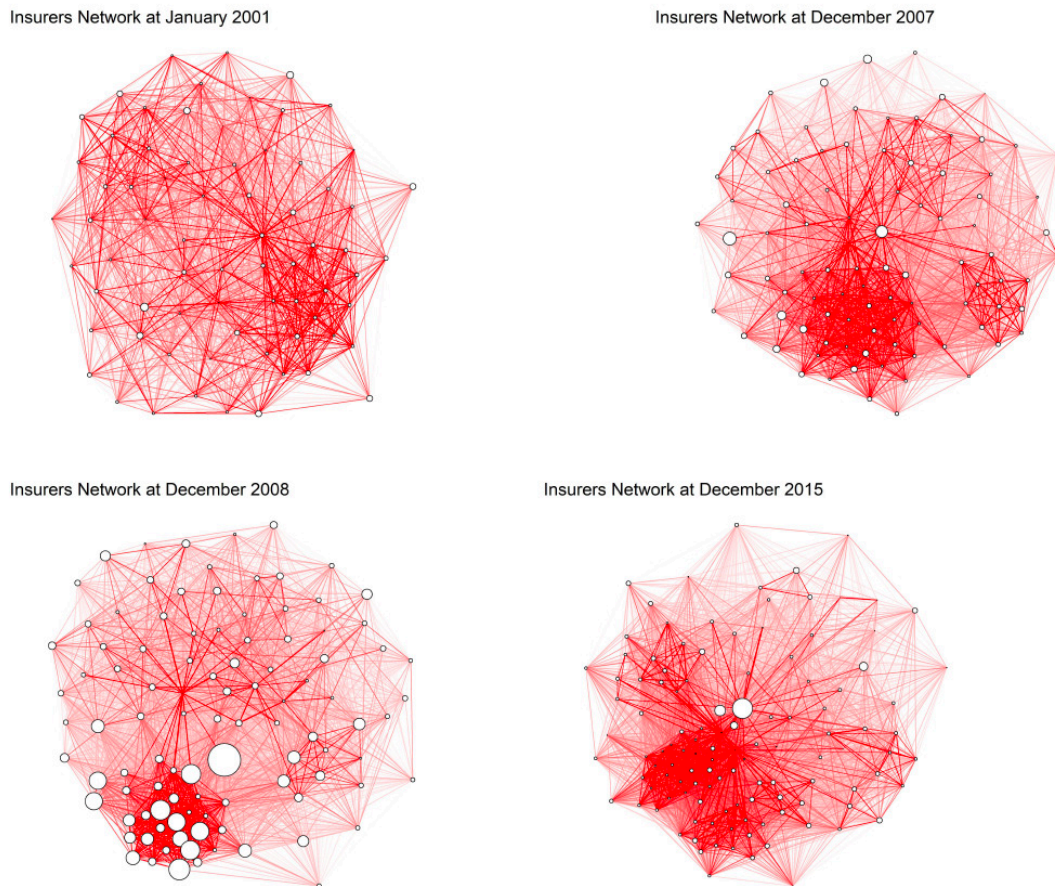 Insurers Network at January 2001
Insurers Network at December 2007
Insurers Network at December 2008
Insurers Network at December 2015